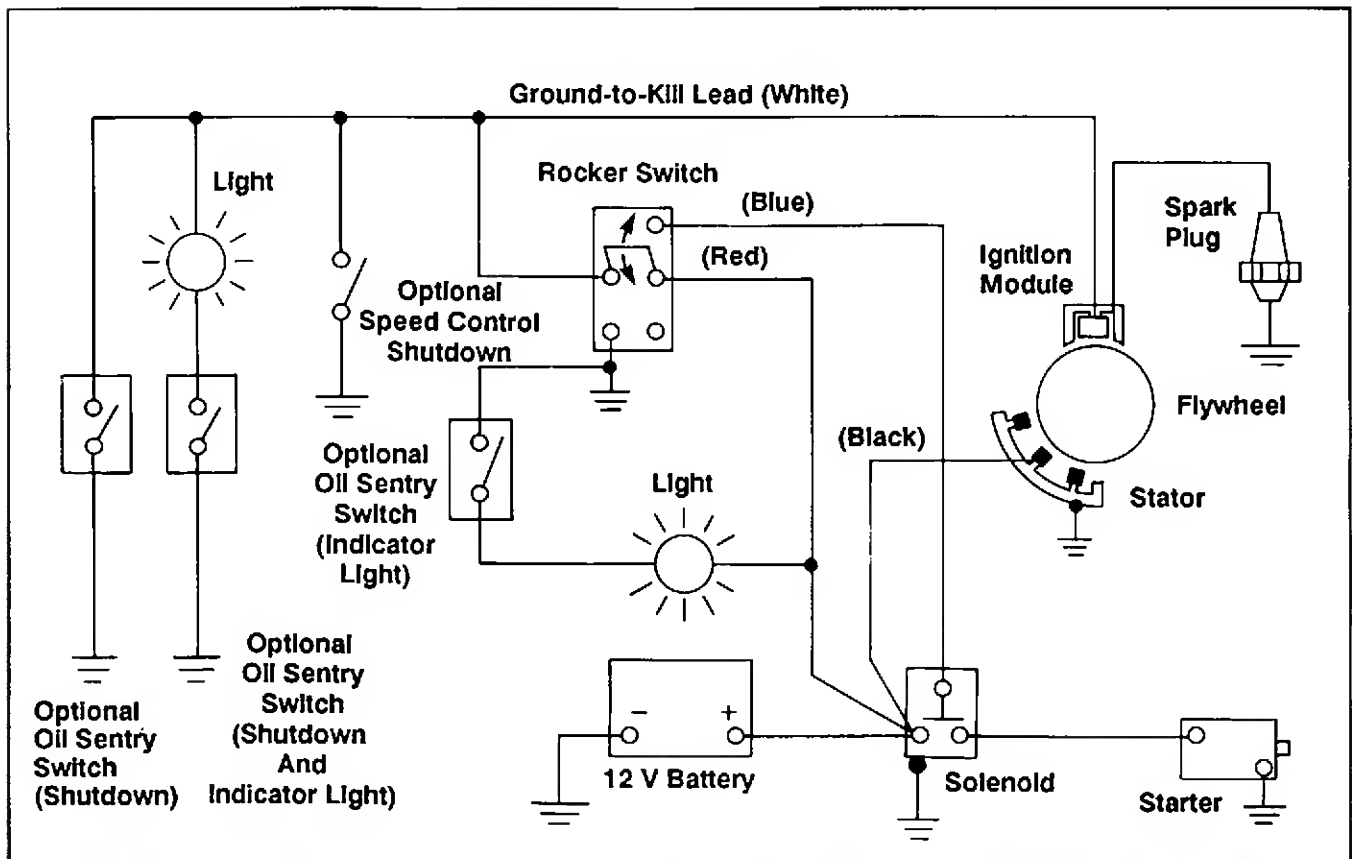 Ground-to-Kill Lead (White)
Light
Rocker Switch
(Blue)
(Red)
Spark
Plug
Ignition
Module
Optional
Speed Control
Shutdown
Flywheel
(Black)
Optional
Oil Sentry
Switch
(Indicator
Light)
Light
Stator
Optional
Oil Sentry
Switch
(Shutdown)
Optional
Oil Sentry
Switch
(Shutdown
And
Indicator Light)
− +
12 V Battery
Solenoid
Starter